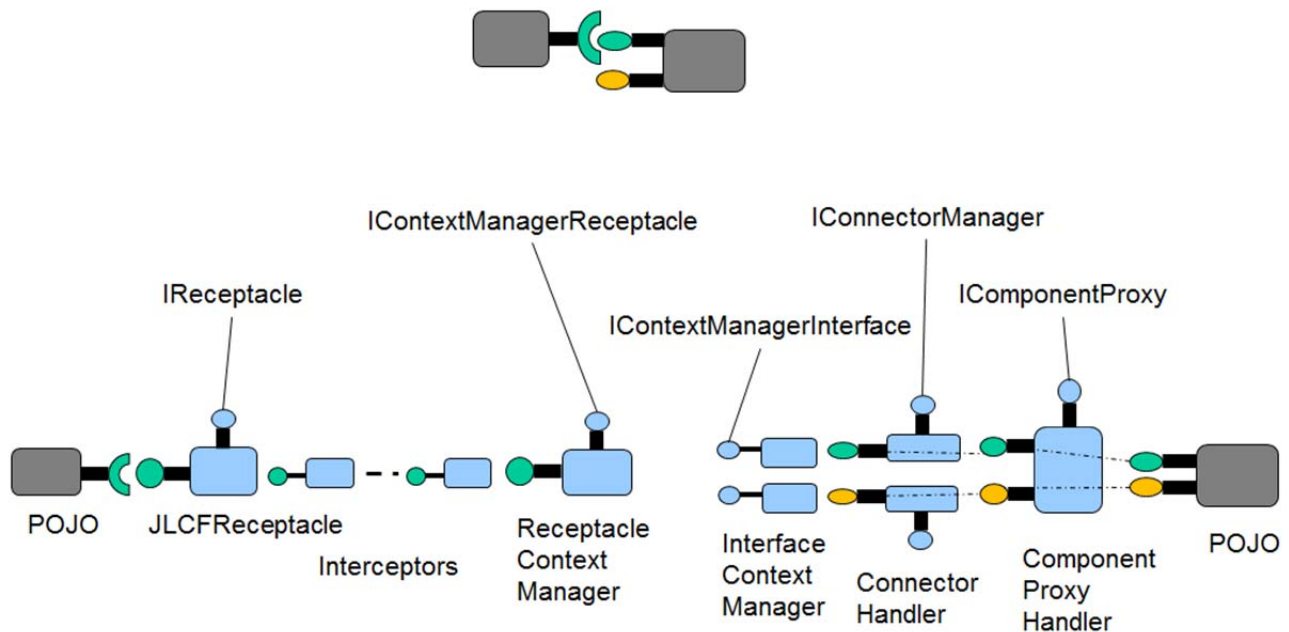 IContextManagerReceptacle
IConnectorManager
IReceptacle
IComponentProxy
IContextManagerInterface
POJO
JLCFReceptacle
Interceptors
Receptacle
Context
Manager
Interface
Context
Manager
Connector
Handler
Component
Proxy
Handler
POJO